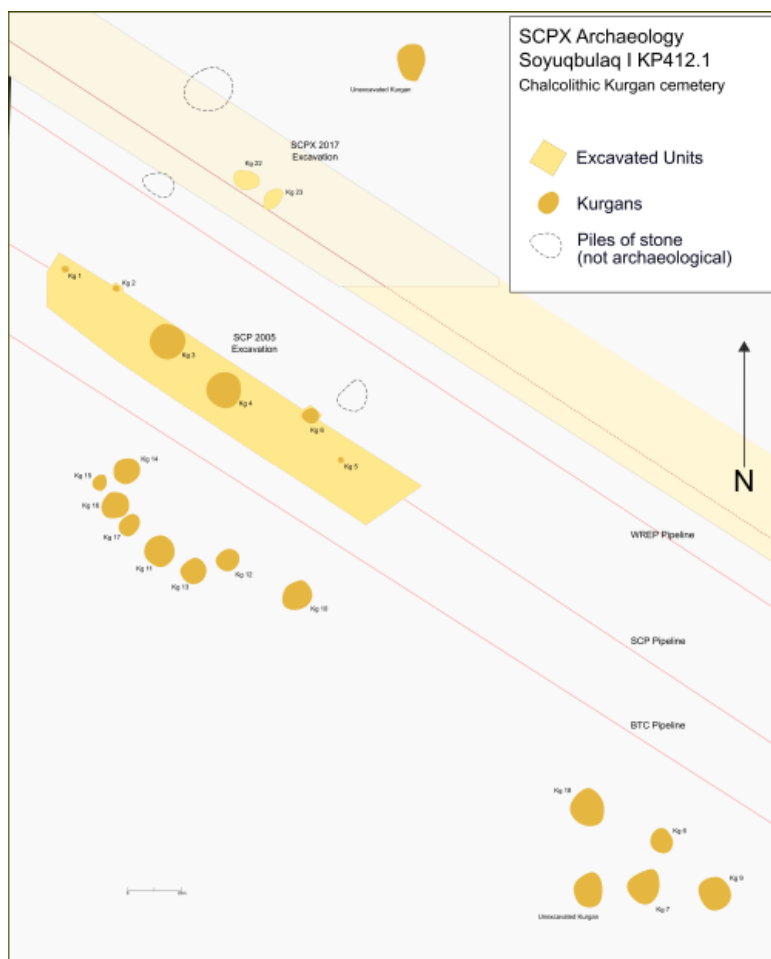 SCPX Archaeology
Soyuqbulaq I KP412.1
Chalcolithic Kurgan cemetery
Excavated Units
Kurgans
Piles of stone
(not archaeological)
Unexcavated Kurgan
SCPX 2017
Excavation
Kg 22
Kg 23
Kg 1
Kg 2
SCP 2005
Excavation
Kg 3
Kg 4
Kg 6
Kg 5
Kg 14
Kg 15
Kg 16
Kg 17
Kg 11
Kg 13
Kg 12
Kg 10
N
WREP Pipeline
SCP Pipeline
BTC Pipeline
Kg 18
Kg 9
Kg 7
Unexcavated Kurgan
0